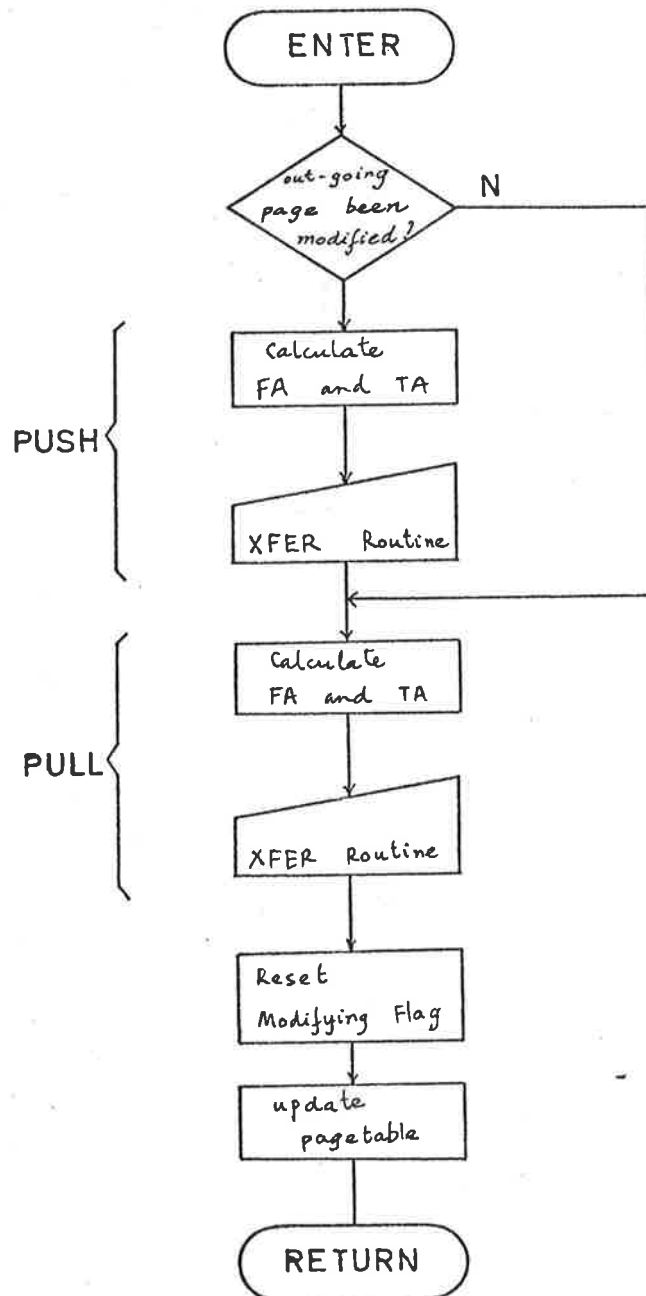 ENTER
out-going
page been
modified?
N
Calculate
FA and TA
PUSH
XFER Routine
Calculate
FA and TA
PULL
XFER Routine
Reset
Modifying Flag
update
pagetable
RETURN